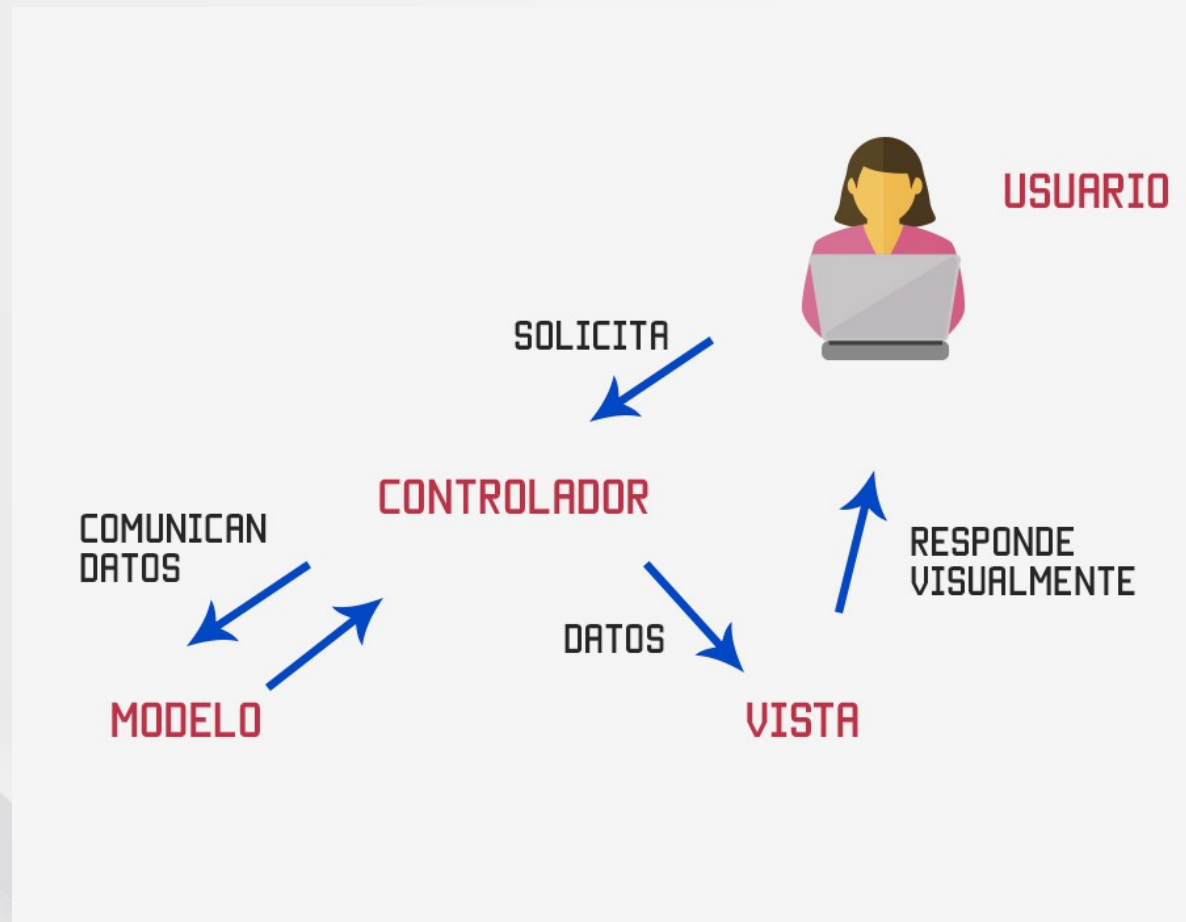 USUARIO
SOLICITA
CONTROLADOR
COMUNICAN
DATOS
RESPONDE
VISUALMENTE
DATOS
MODELO
VISTA